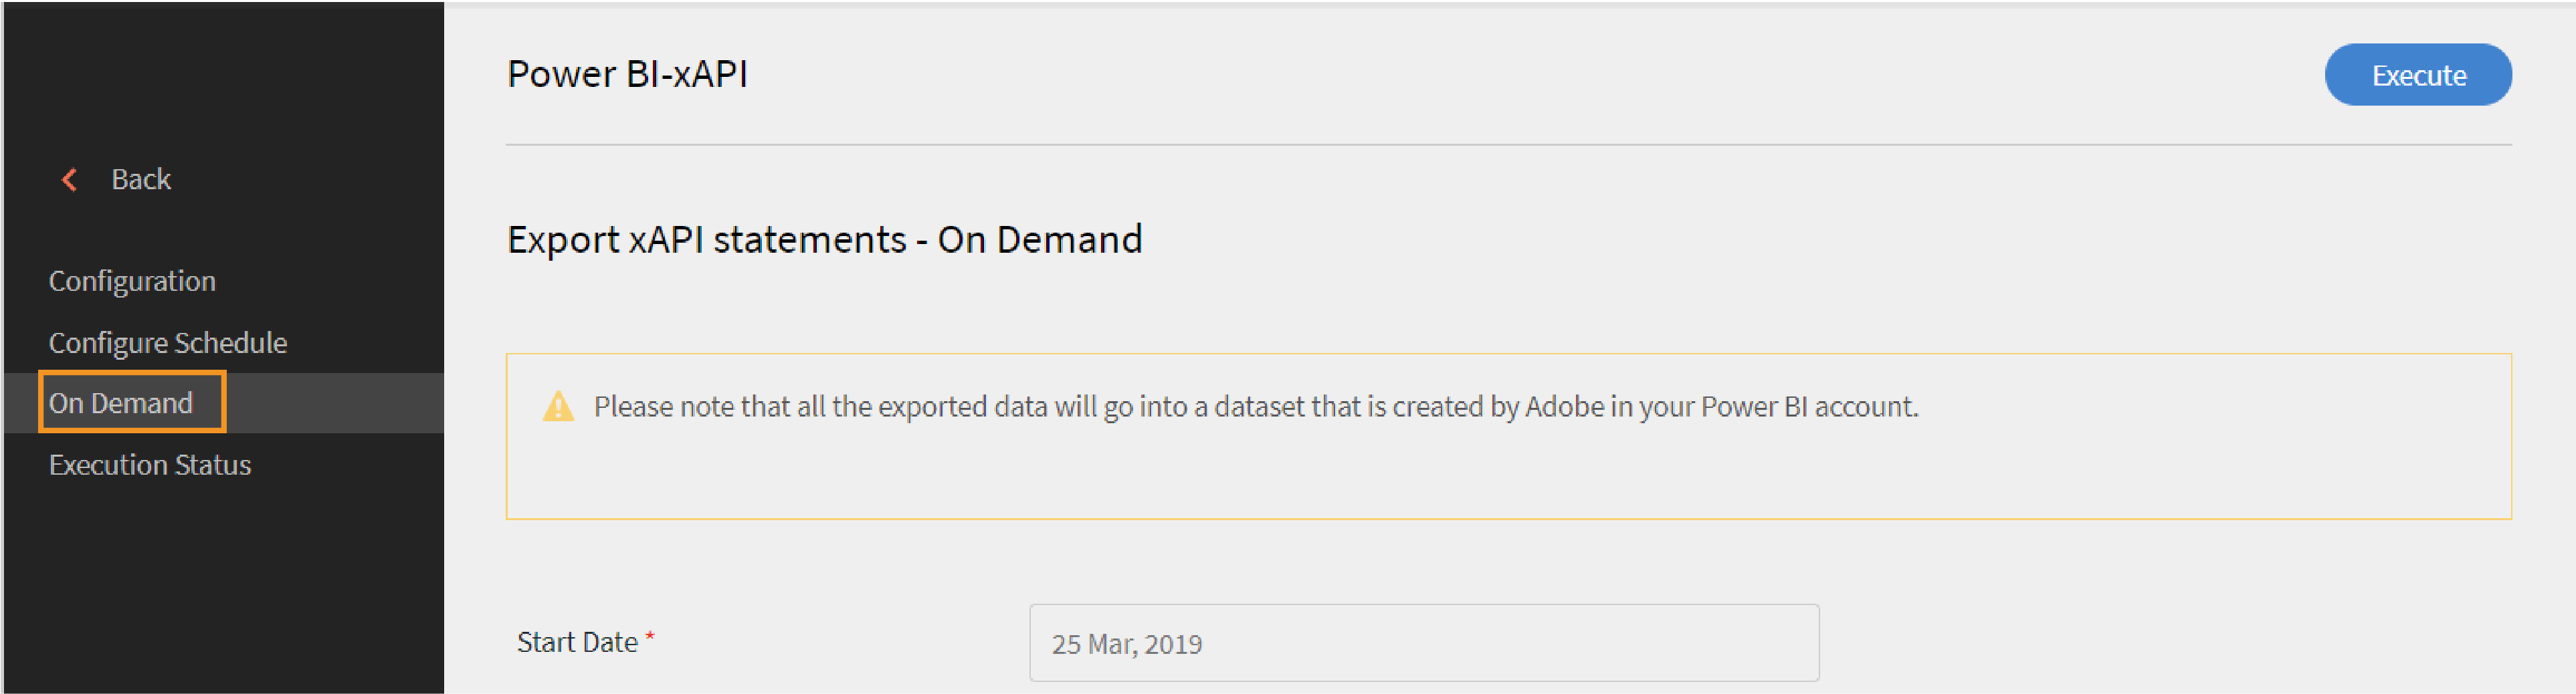 Power BI-xAPI
Execute
Back
Configuration
Configure Schedule
On Demand
Execution Status
Export xAPI statements - On Demand
Please note that all the exported data will go into a dataset that is created by Adobe in your Power BI account.
Start Date *
25 Mar, 2019